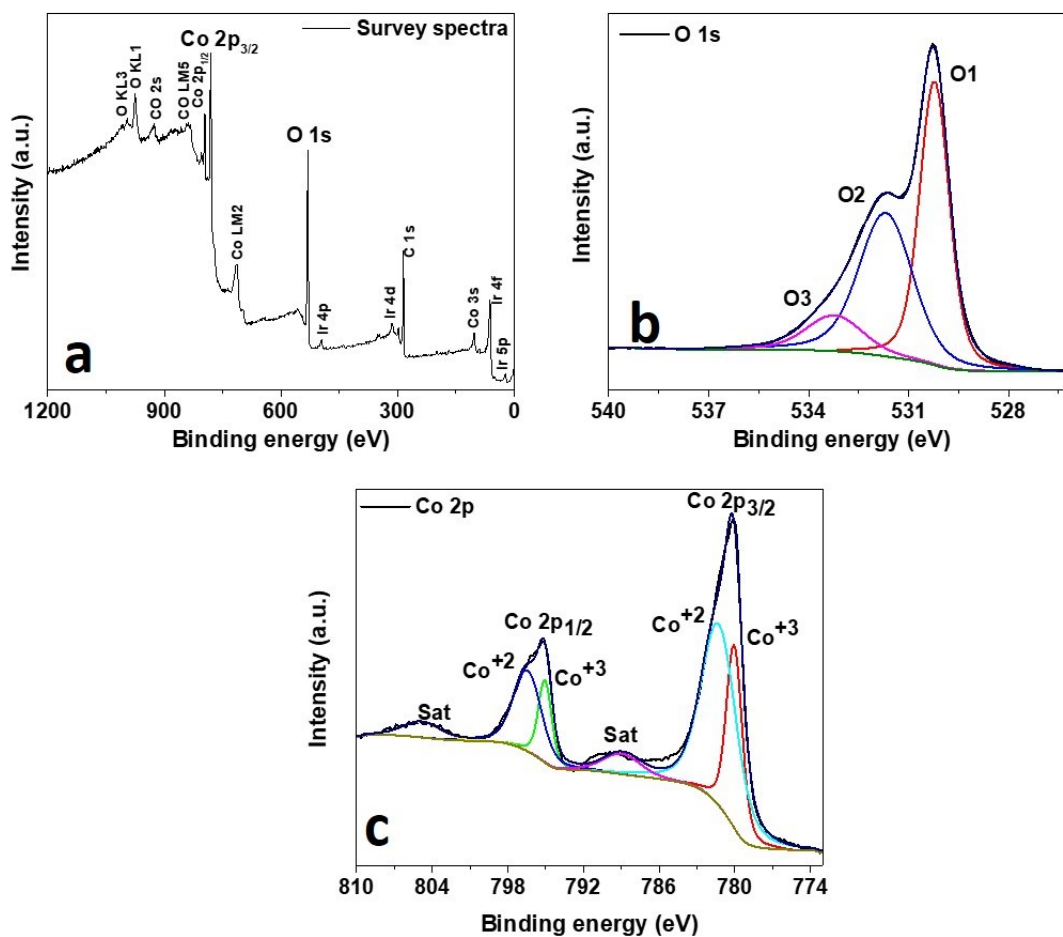 Survey spectra
O KL3
O KL1
CO 2s
CO LM5
Co 2p1/2
Co 2p3/2
Co LM2
O 1s
Ir 4p
Ir 4d
C 1s
Co 3s
Ir 4f
Ir 5p
a
Intensity (a.u.)
1200 900 600 300 0
Binding energy (eV)
O 1s
O1
O2
O3
b
Intensity (a.u.)
540 537 534 531 528
Binding energy (eV)
Co 2p
Co 2p3/2
Co+2
Co+3
Co 2p1/2
Co+2
Co+3
Sat
Sat
c
Intensity (a.u.)
810 804 798 792 786 780 774
Binding energy (eV)